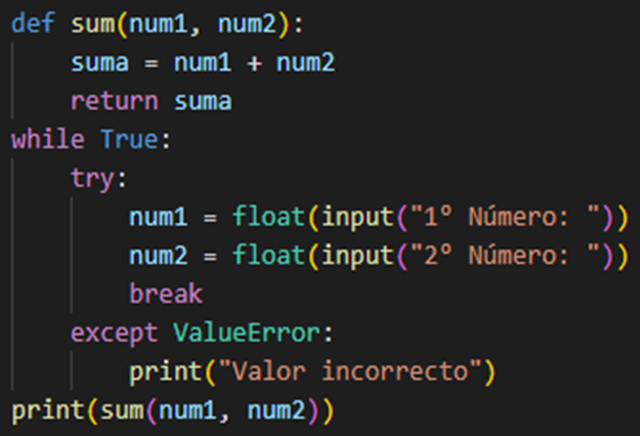 def sum(num1, num2):
    suma = num1 + num2
    return suma
while True:
    try:
        num1 = float(input("1º Número: "))
        num2 = float(input("2º Número: "))
        break
    except ValueError:
        print("Valor incorrecto")
print(sum(num1, num2))